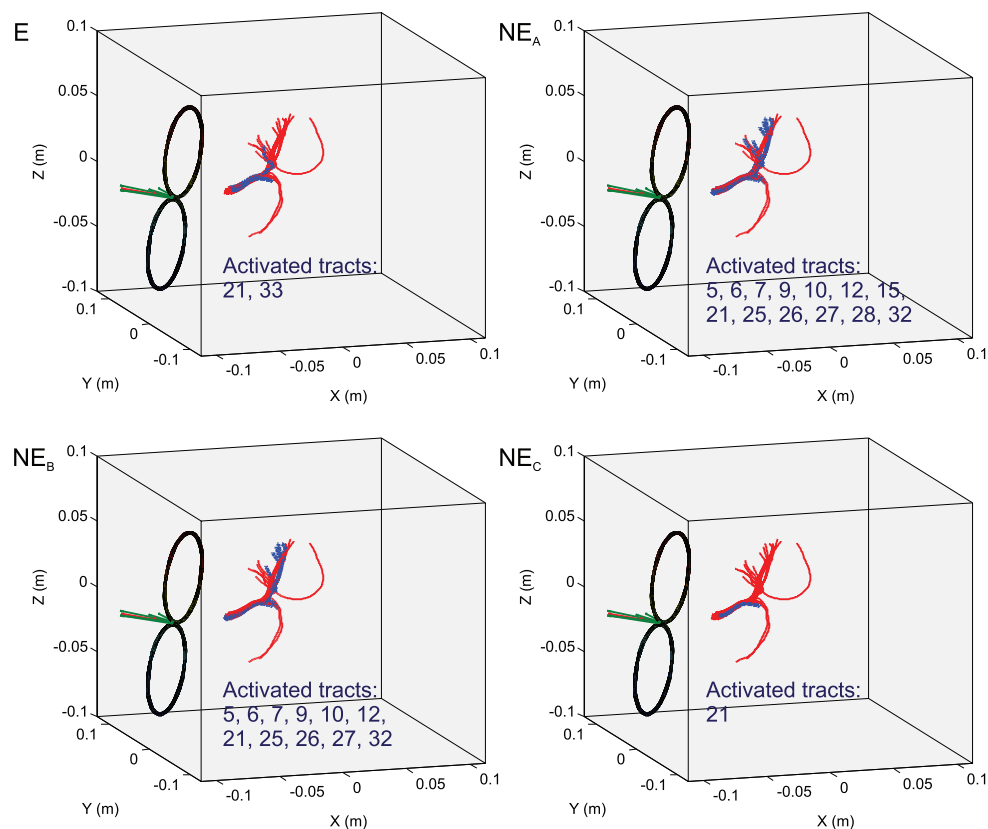 E
0.1
0.05
0
-0.05
-0.1
Z (m)
0.1
0
-0.1
Y (m)
-0.1
-0.05
0
0.05
0.1
X (m)
Activated tracts:
21, 33
NE_A
0.1
0.05
0
-0.05
-0.1
Z (m)
0.1
0
-0.1
Y (m)
-0.1
-0.05
0
0.05
0.1
X (m)
Activated tracts:
5, 6, 7, 9, 10, 12, 15,
21, 25, 26, 27, 28, 32
NE_B
0.1
0.05
0
-0.05
-0.1
Z (m)
0.1
0
-0.1
Y (m)
-0.1
-0.05
0
0.05
0.1
X (m)
Activated tracts:
5, 6, 7, 9, 10, 12,
21, 25, 26, 27, 32
NE_C
0.1
0.05
0
-0.05
-0.1
Z (m)
0.1
0
-0.1
Y (m)
-0.1
-0.05
0
0.05
0.1
X (m)
Activated tracts:
21